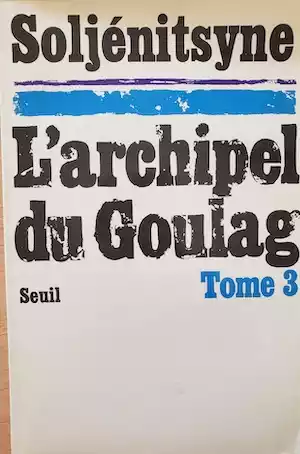 Soljénitsyne
L'archipel
du Goulag
Tome 3
Seuil